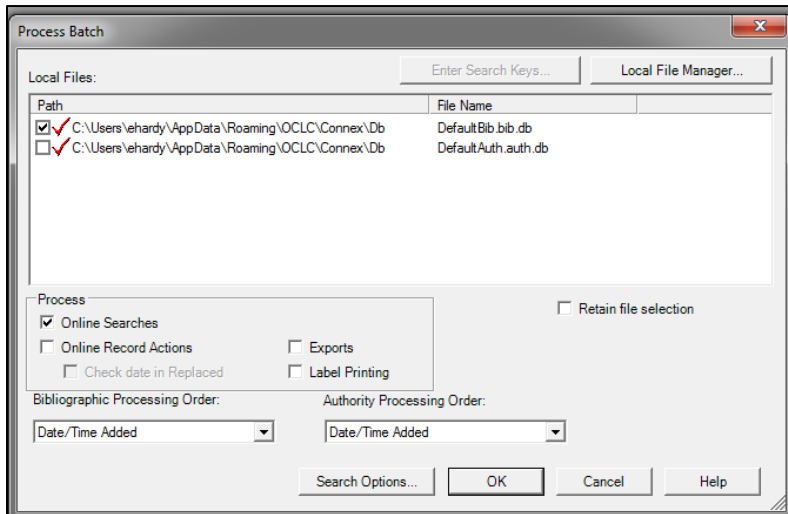 Process Batch
Enter Search Keys... Local File Manager...
Local Files:
Path File Name
C:\Users\ehardy\AppData\Roaming\OCLC\Connex\Db DefaultBib.bib.db
C:\Users\ehardy\AppData\Roaming\OCLC\Connex\Db DefaultAuth.auth.db
Process
Retain file selection
Online Searches
Online Record Actions Exports
Check date in Replaced Label Printing
Bibliographic Processing Order: Authority Processing Order:
Date/Time Added Date/Time Added
Search Options... OK Cancel Help